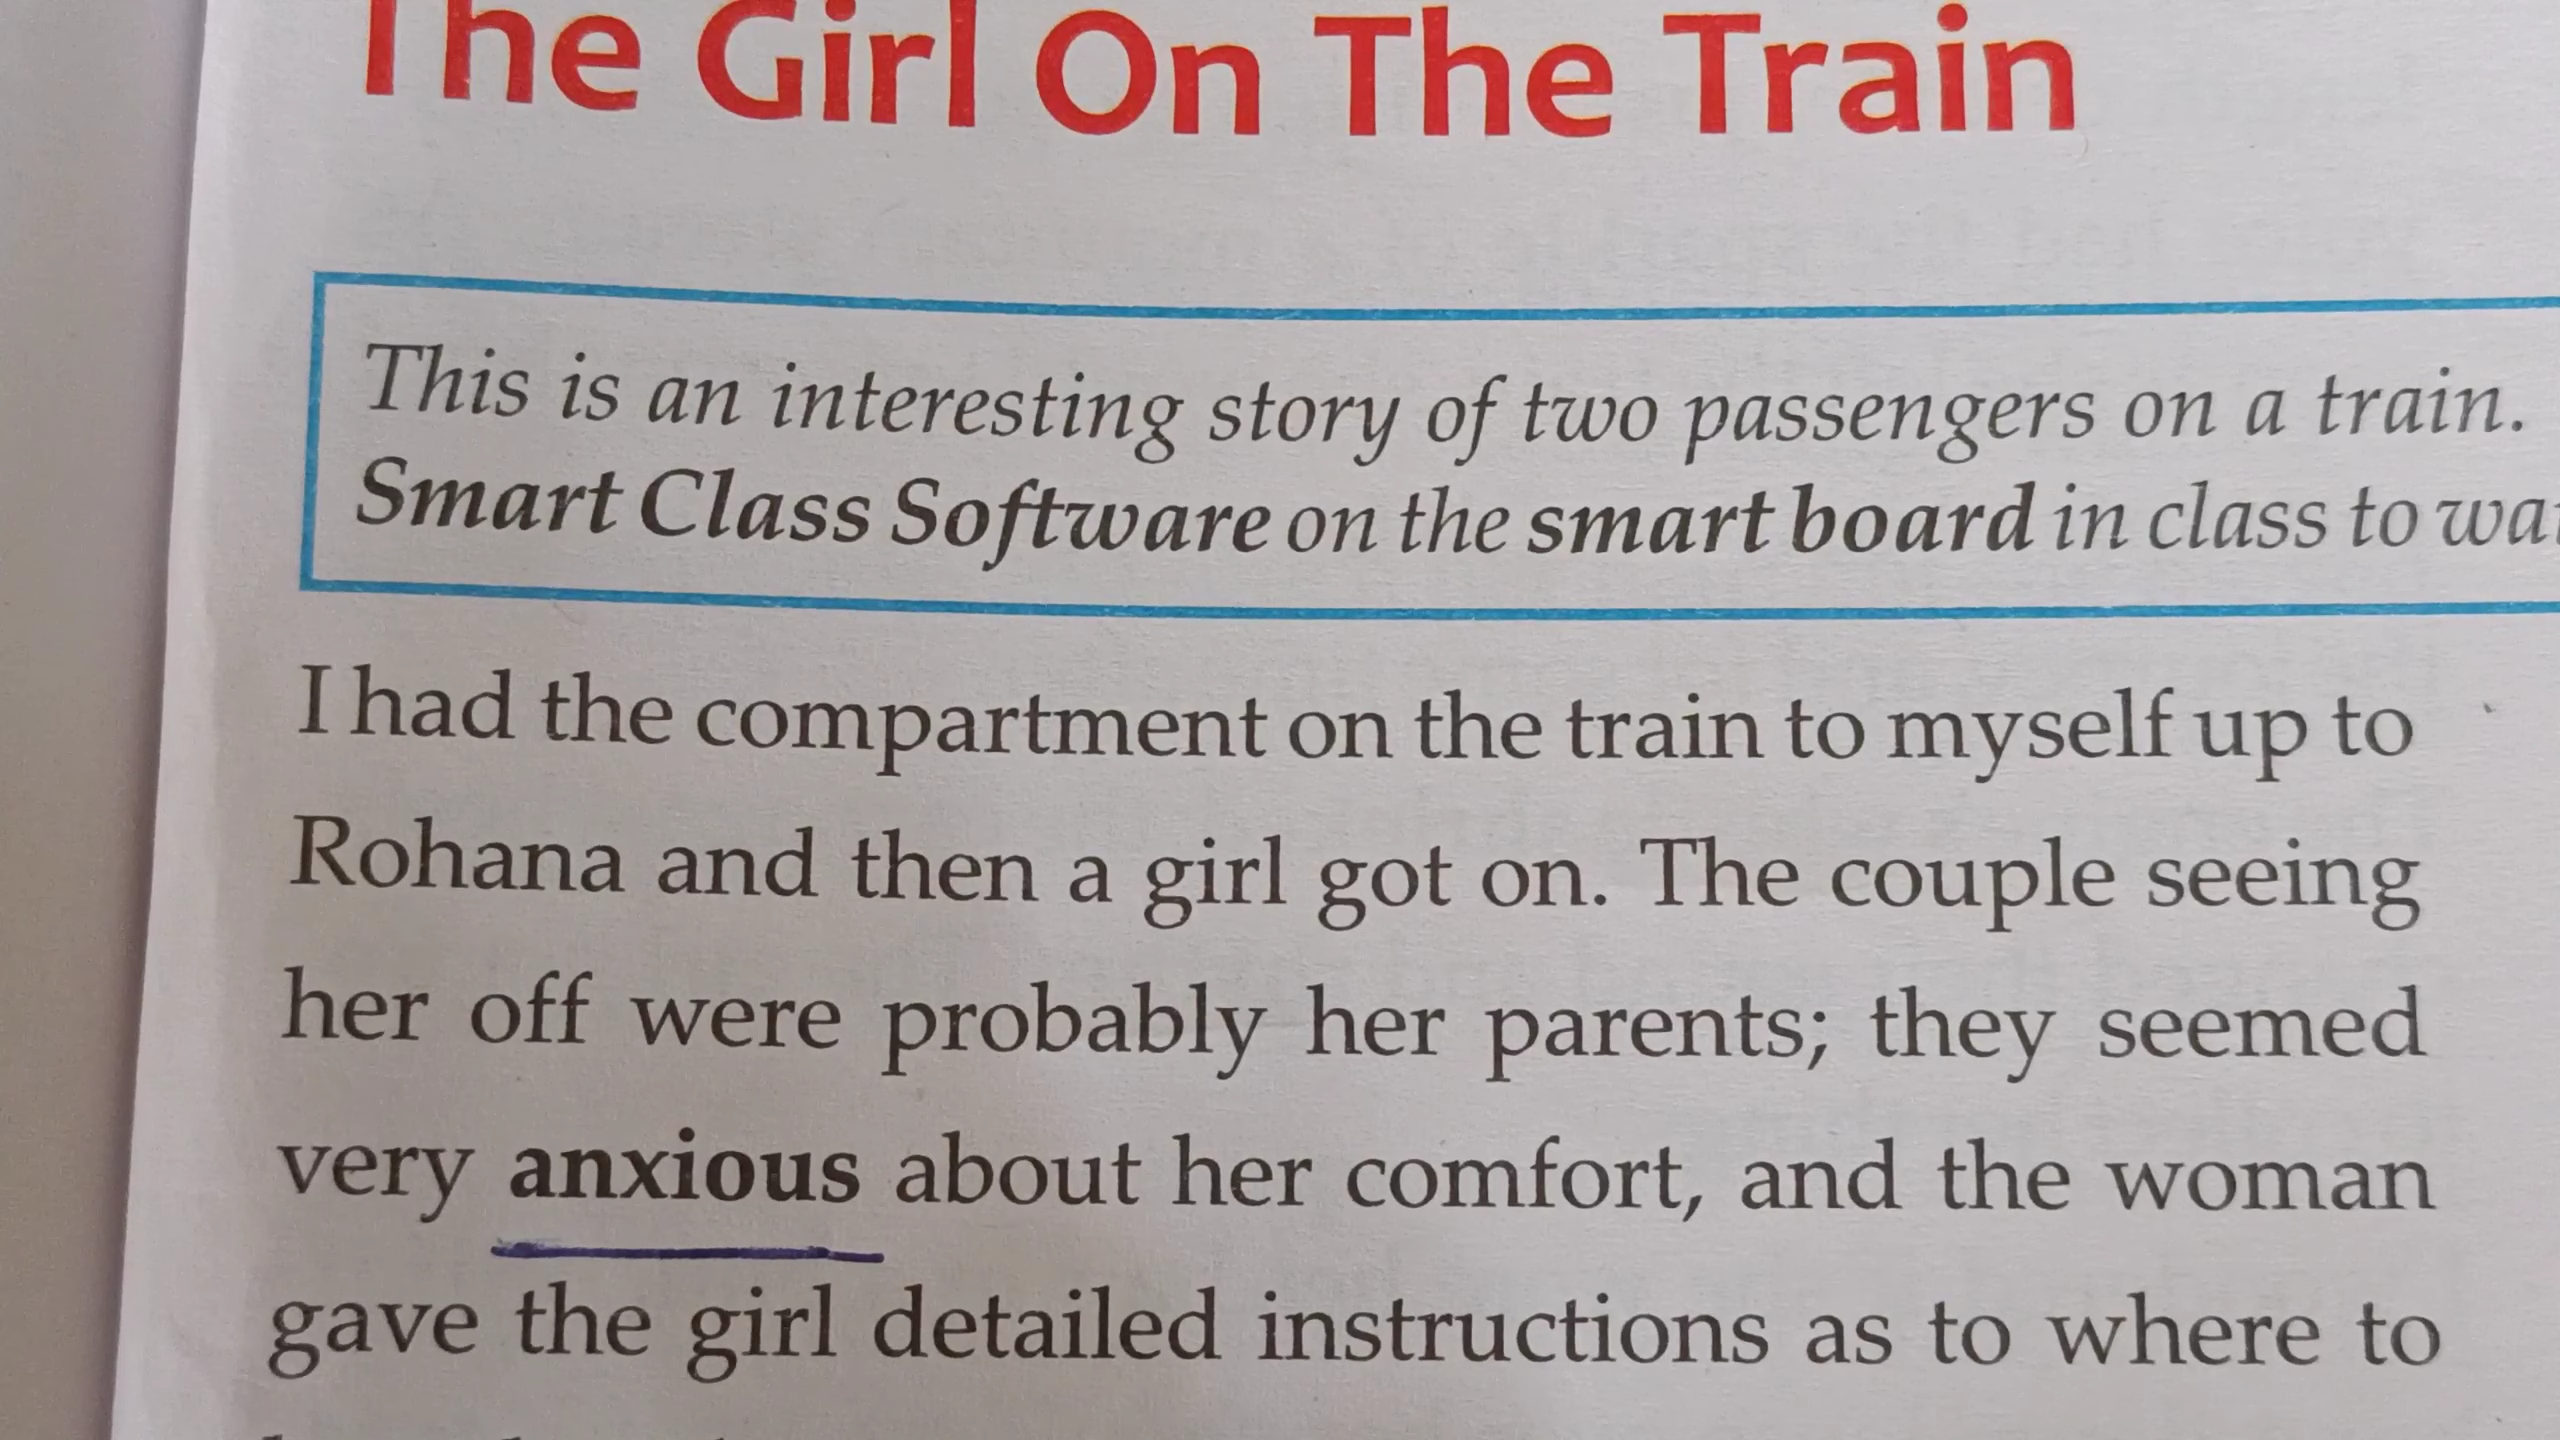 The Girl On The Train
This is an interesting story of two passengers on a train.
Smart Class Software on the smart board in class to
I had the compartment on the train to myself up to
Rohana and then a girl got on. The couple seeing
her off were probably her parents; they seemed
very anxious about her comfort, and the woman
gave the girl detailed instructions as to where to